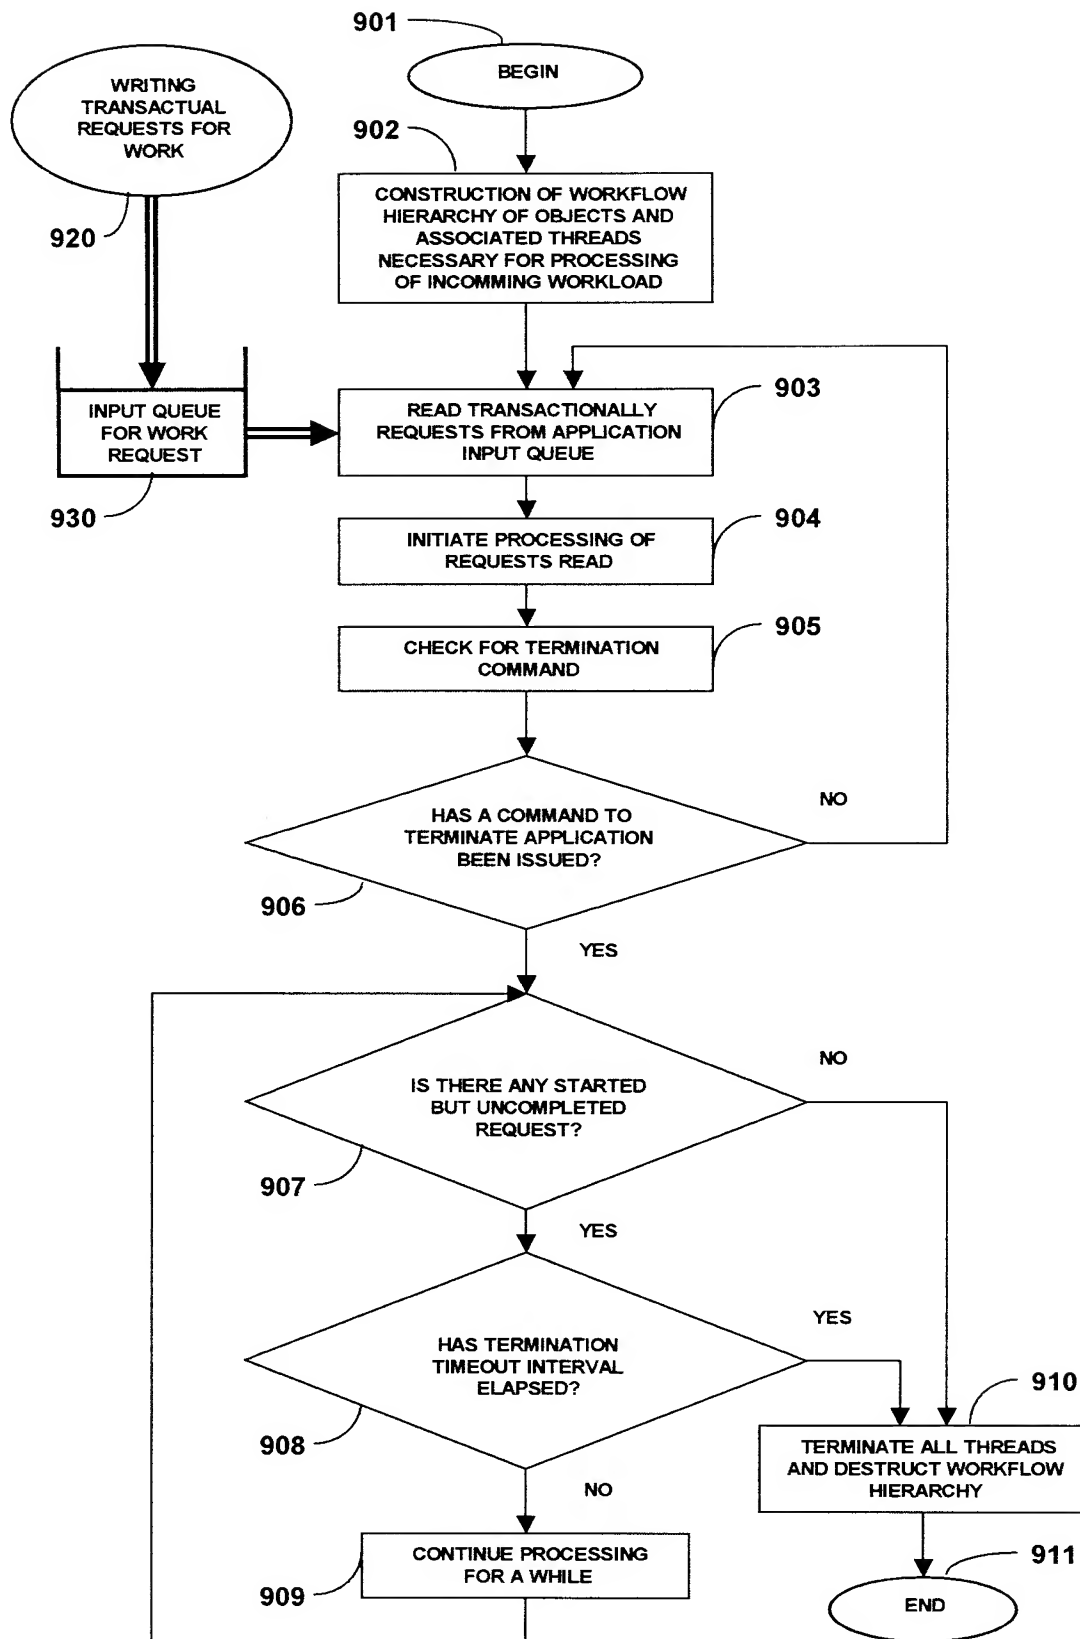 901
BEGIN
WRITING
TRANSACTUAL
REQUESTS FOR
WORK
920
902
CONSTRUCTION OF WORKFLOW
HIERARCHY OF OBJECTS AND
ASSOCIATED THREADS
NECESSARY FOR PROCESSING
OF INCOMMING WORKLOAD
INPUT QUEUE
FOR WORK
REQUEST
930
903
READ TRANSACTIONALLY
REQUESTS FROM APPLICATION
INPUT QUEUE
904
INITIATE PROCESSING OF
REQUESTS READ
905
CHECK FOR TERMINATION
COMMAND
HAS A COMMAND TO
TERMINATE APPLICATION
BEEN ISSUED?
NO
906
YES
IS THERE ANY STARTED
BUT UNCOMPLETED
REQUEST?
NO
907
YES
HAS TERMINATION
TIMEOUT INTERVAL
ELAPSED?
YES
908
NO
910
TERMINATE ALL THREADS
AND DESTRUCT WORKFLOW
HIERARCHY
CONTINUE PROCESSING
FOR A WHILE
909
911
END